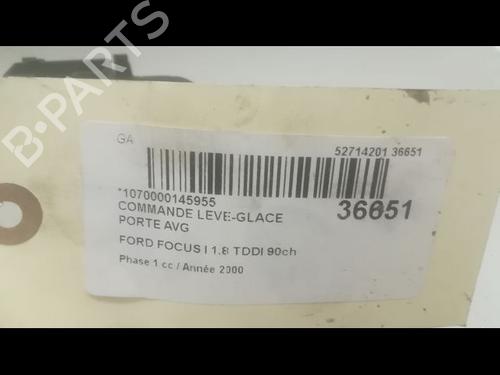 B-PARTS
GA
52714201 36651
*1070000145955
COMMANDE LEVE-GLACE
36651
PORTE AVG
FORD FOCUS I 1.8 TDDI 90ch
Phase 1 cc / Année 2000